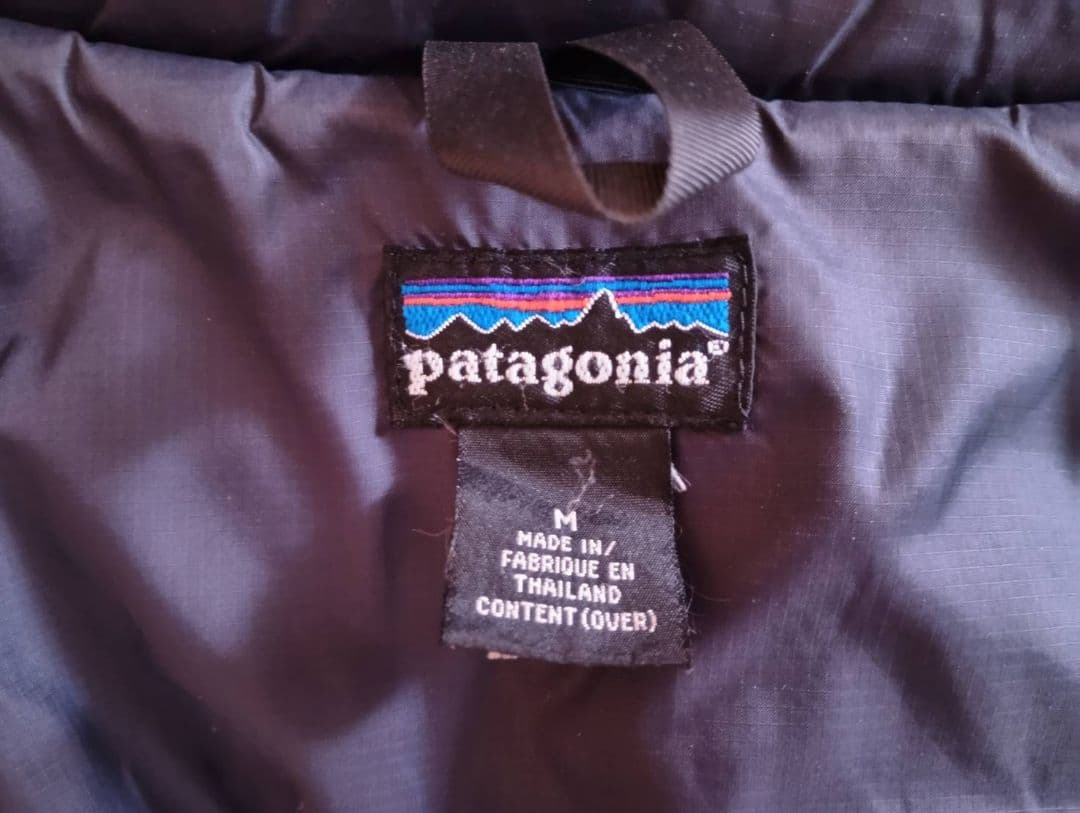 patagonia®
M
MADE IN/
FABRIQUE EN
THAILAND
CONTENT (OVER)